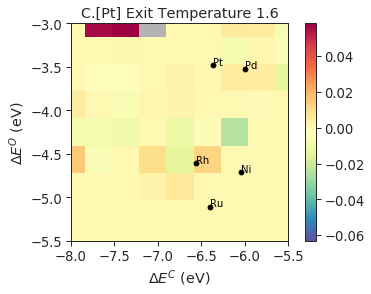 C.[Pt] Exit Temperature 1.6
−3.0
−3.5
−4.0
−4.5
−5.0
−5.5
ΔE^O (eV)
Pt
Pd
Rh
Ni
Ru
−8.0 −7.5 −7.0 −6.5 −6.0 −5.5
ΔE^C (eV)
0.04
0.02
0.00
−0.02
−0.04
−0.06